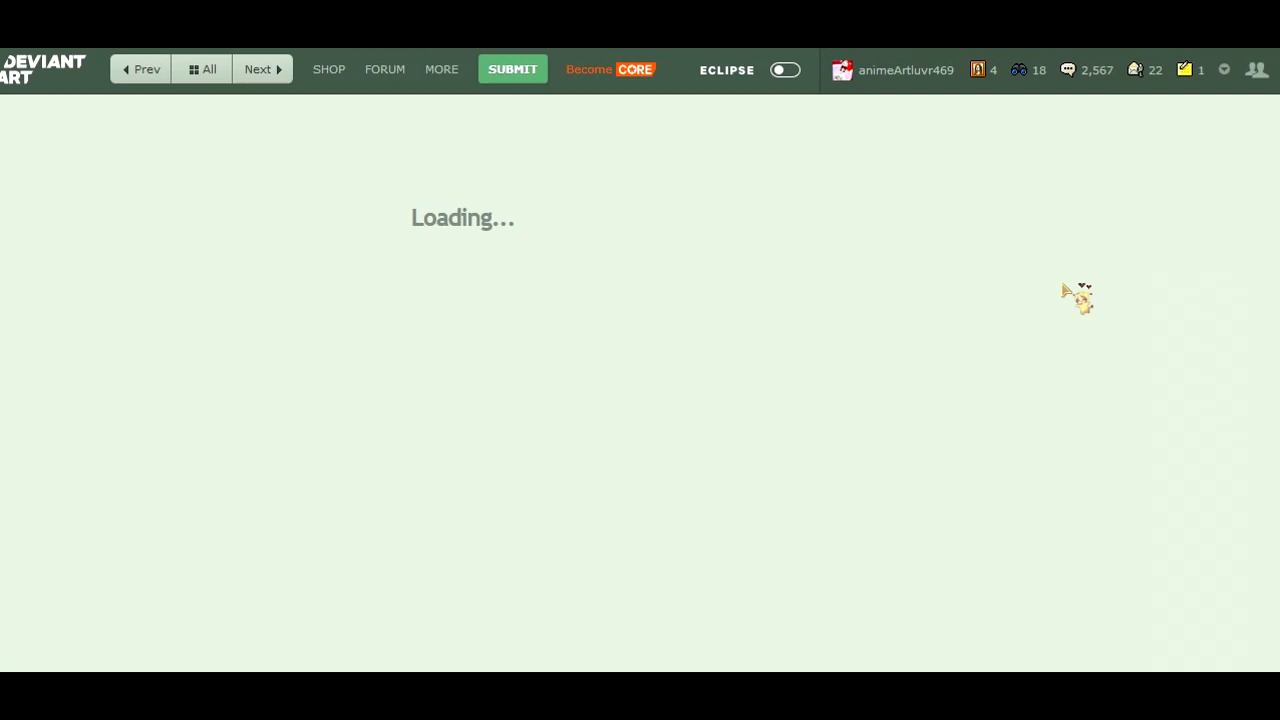 DEVIANT
ART
Prev All Next SHOP FORUM MORE SUBMIT Become CORE ECLIPSE animeArtluvr469 4 18 2,567 22 1
Loading...